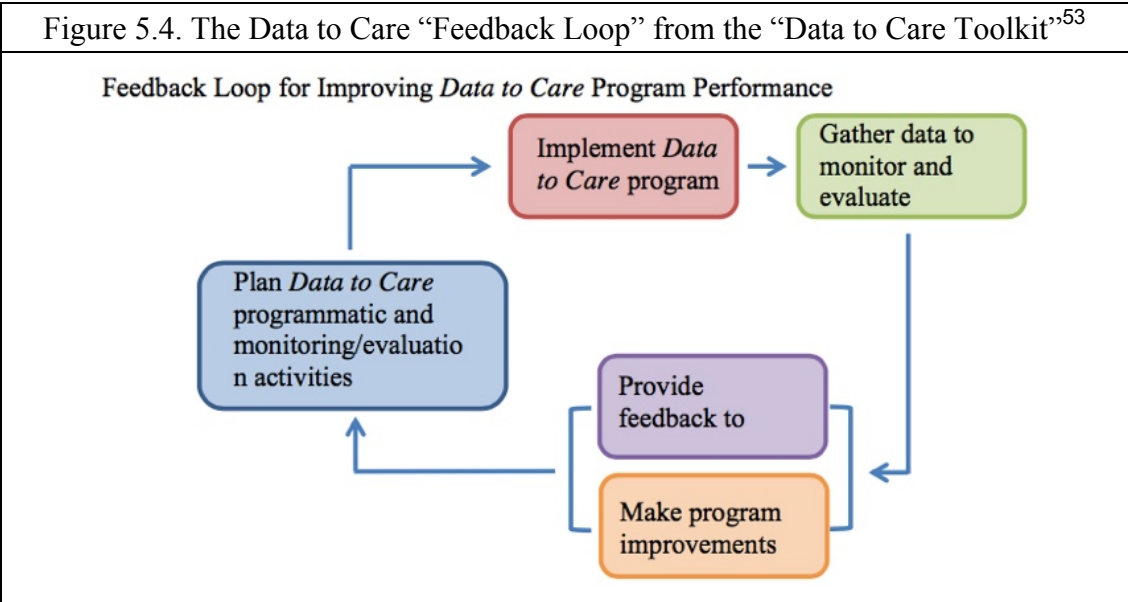 Figure 5.4. The Data to Care “Feedback Loop” from the “Data to Care Toolkit”53
Feedback Loop for Improving Data to Care Program Performance
Implement Data
to Care program
Gather data to
monitor and
evaluate
Plan Data to Care
programmatic and
monitoring/evaluatio
n activities
Provide
feedback to
Make program
improvements